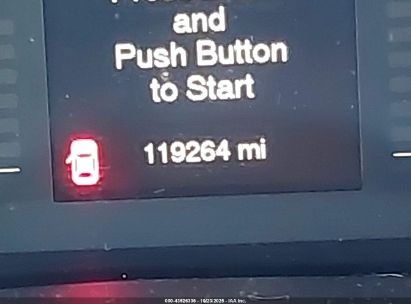 and
Push Button
to Start
119264 mi